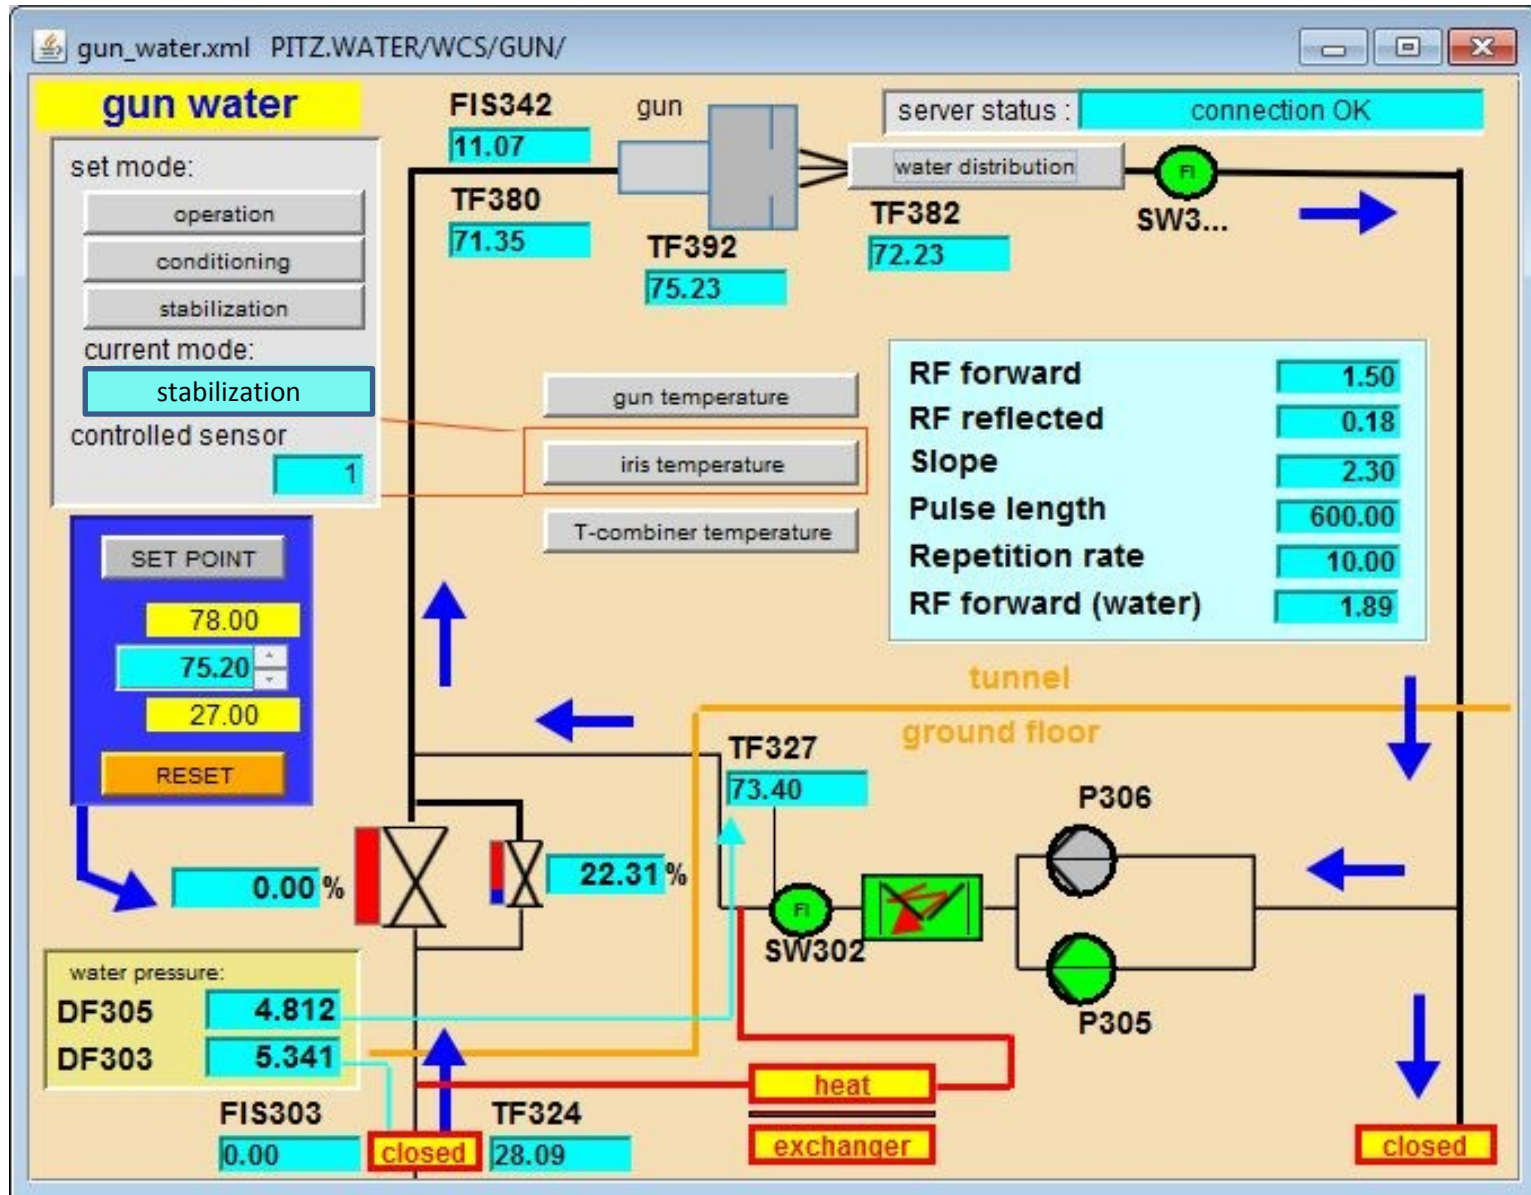 gun_water.xml PITZ.WATER/WCS/GUN/
gun water
set mode:
operation
conditioning
stabilization
current mode:
stabilization
controlled sensor
1
FIS342
11.07
TF380
71.35
gun
TF392
75.23
server status :
connection OK
water distribution
TF382
72.23
FI
SW3...
gun temperature
iris temperature
T-combiner temperature
RF forward 1.50
RF reflected 0.18
Slope 2.30
Pulse length 600.00
Repetition rate 10.00
RF forward (water) 1.89
SET POINT
78.00
75.20
27.00
RESET
tunnel
ground floor
TF327
73.40
P306
0.00 %
22.31 %
FI
SW302
P305
water pressure:
DF305 4.812
DF303 5.341
FIS303
0.00
closed
TF324
28.09
heat
exchanger
closed